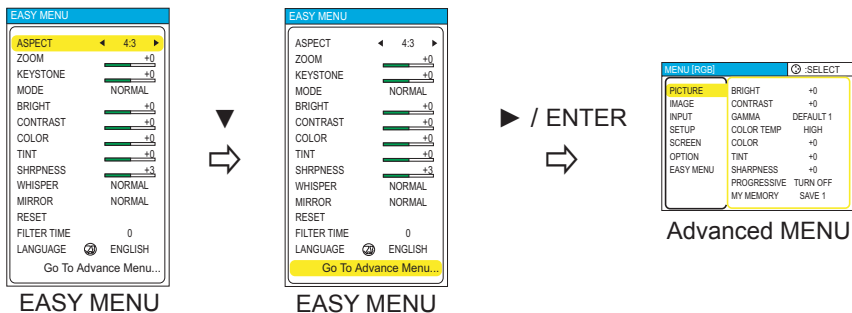 EASY MENU
ASPECT ◄ 4:3 ►
ZOOM +0
KEYSTONE +0
MODE NORMAL
BRIGHT +0
CONTRAST +0
COLOR +0
TINT +0
SHRPNESS +3
WHISPER NORMAL
MIRROR NORMAL
RESET
FILTER TIME 0
LANGUAGE ENGLISH
Go To Advance Menu...
EASY MENU
▼
EASY MENU
ASPECT ◄ 4:3 ►
ZOOM +0
KEYSTONE +0
MODE NORMAL
BRIGHT +0
CONTRAST +0
COLOR +0
TINT +0
SHRPNESS +3
WHISPER NORMAL
MIRROR NORMAL
RESET
FILTER TIME 0
LANGUAGE ENGLISH
Go To Advance Menu...
EASY MENU
► / ENTER
MENU [RGB] :SELECT
PICTURE BRIGHT +0
IMAGE CONTRAST +0
INPUT GAMMA DEFAULT 1
SETUP COLOR TEMP HIGH
SCREEN COLOR +0
OPTION TINT +0
EASY MENU SHARPNESS +0
PROGRESSIVE TURN OFF
MY MEMORY SAVE 1
Advanced MENU